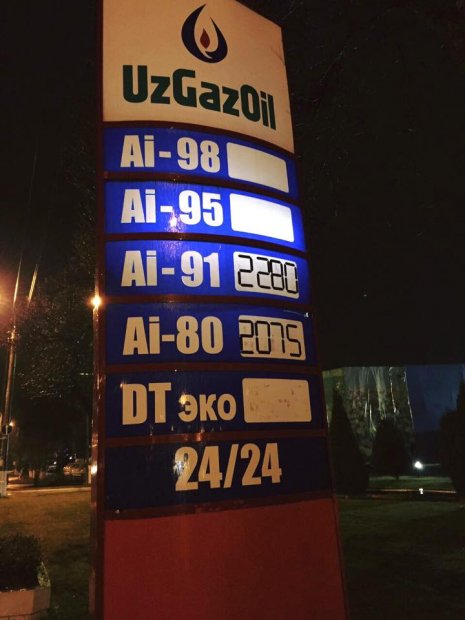 UzGazOil
Ai-98
Ai-95
Ai-91 2280
Ai-80 2075
DT эко
24/24